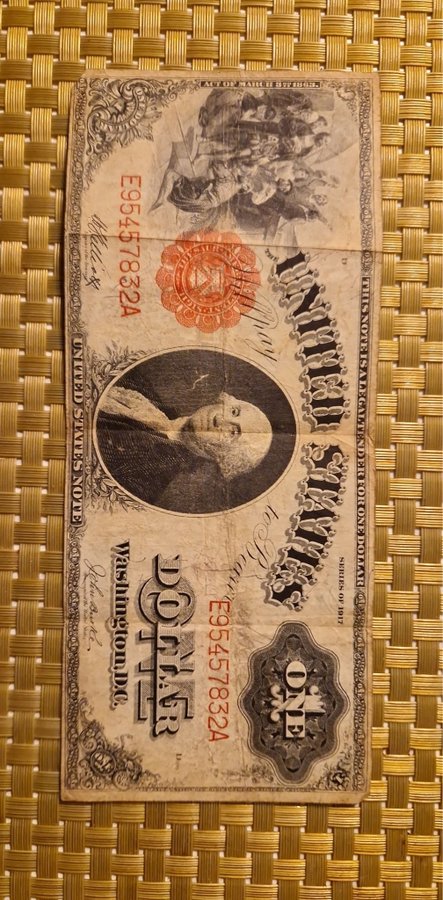 ACT OF MARCH 3RD 1863.
THIS NOTE IS A LEGAL TENDER FOR ONE DOLLAR
UNITED STATES
SERIES OF 1917
Will Pay
to Bearer
E95457832A
ONE
ONE DOLLAR
E95457832A
Washington, D.C.
UNITED STATES NOTE